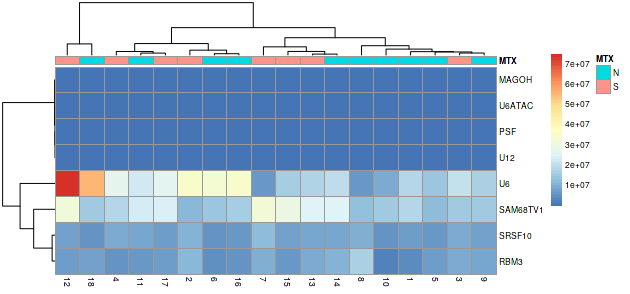 MTX
MAGOH
U6ATAC
PSF
U12
U6
SAM68TV1
SRSF10
RBM3
12 18 4 11 17 2 6 16 7 15 13 14 8 10 1 5 3 9
7e+07
6e+07
5e+07
4e+07
3e+07
2e+07
1e+07
MTX
N
S